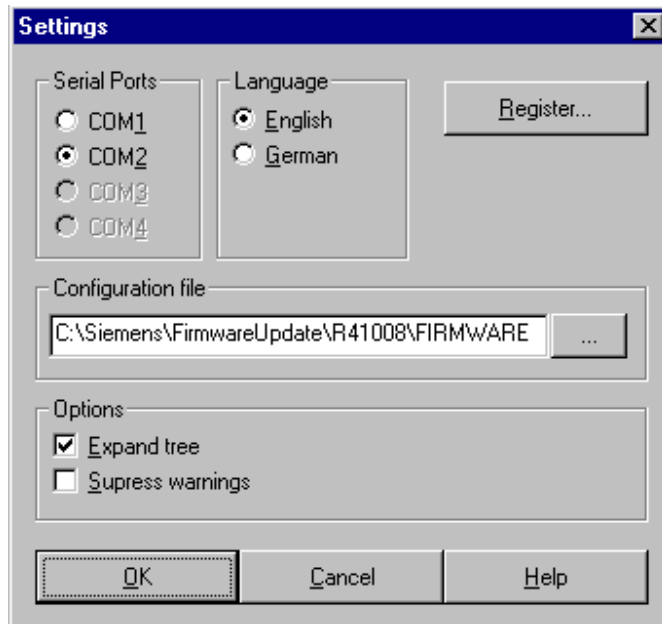 Settings
Serial Ports
COM1
COM2
COM3
COM4
Language
English
German
Register...
Configuration file
C:\Siemens\FirmwareUpdate\R41008\FIRMWARE
...
Options
Expand tree
Supress warnings
OK
Cancel
Help